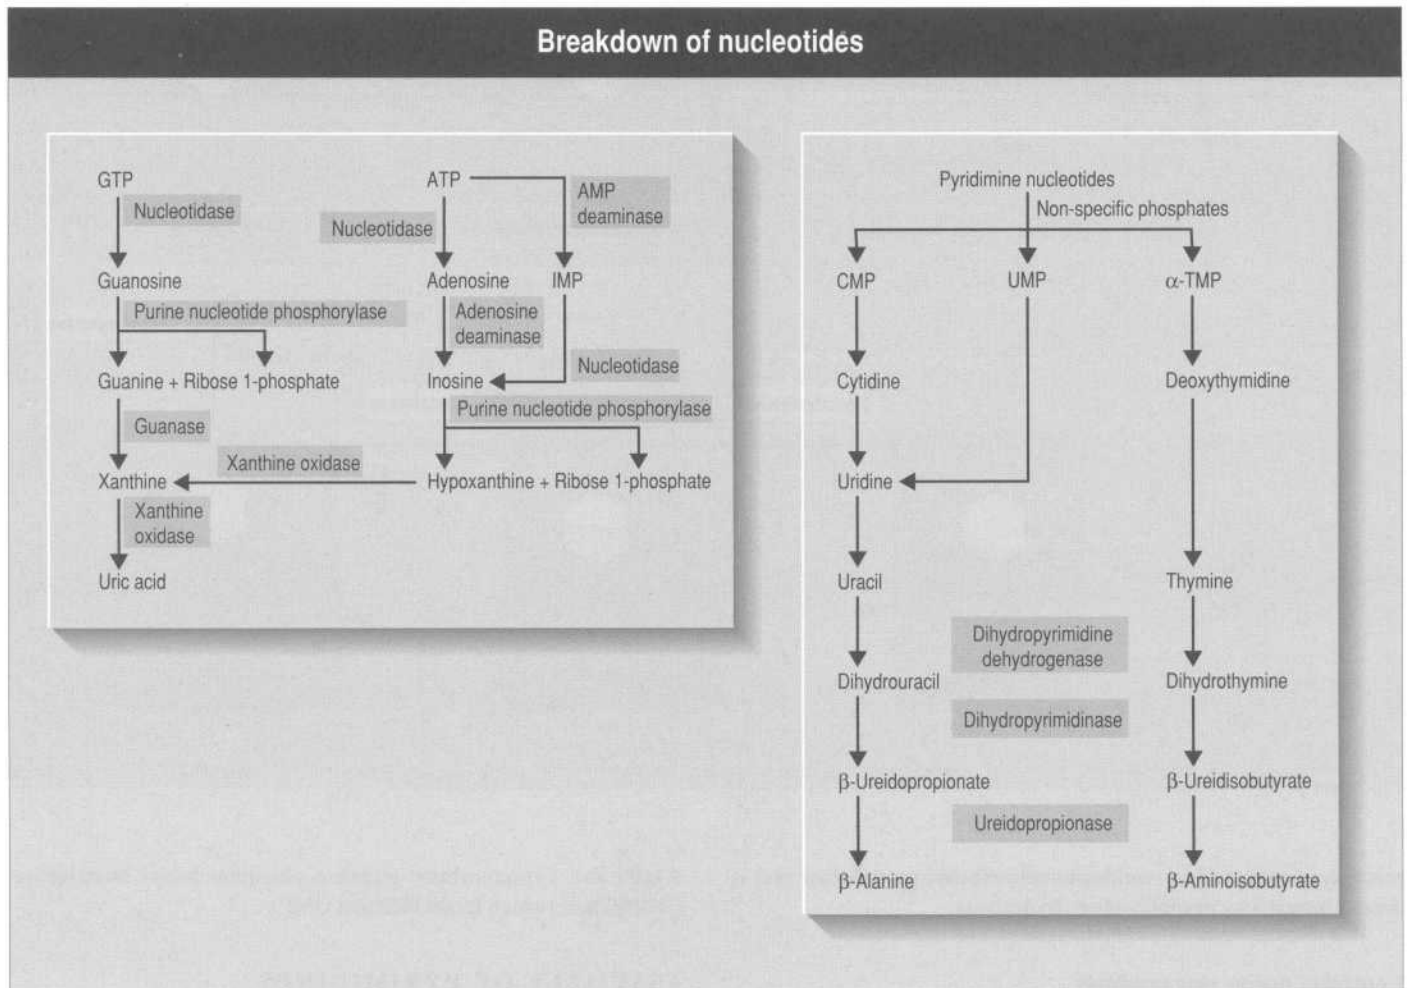 Breakdown of nucleotides
GTP
Nucleotidase
Guanosine
Purine nucleotide phosphorylase
Guanine + Ribose 1-phosphate
Guanase
Xanthine
Xanthine
oxidase
Uric acid
ATP
AMP
deaminase
Nucleotidase
Adenosine
IMP
Adenosine
deaminase
Nucleotidase
Inosine
Purine nucleotide phosphorylase
Xanthine oxidase
Hypoxanthine + Ribose 1-phosphate
Pyridimine nucleotides
Non-specific phosphates
CMP
UMP
α-TMP
Cytidine
Deoxythymidine
Uridine
Uracil
Thymine
Dihydropyrimidine
dehydrogenase
Dihydrouracil
Dihydrothymine
Dihydropyrimidinase
β-Ureidopropionate
β-Ureidisobutyrate
Ureidopropionase
β-Alanine
β-Aminoisobutyrate